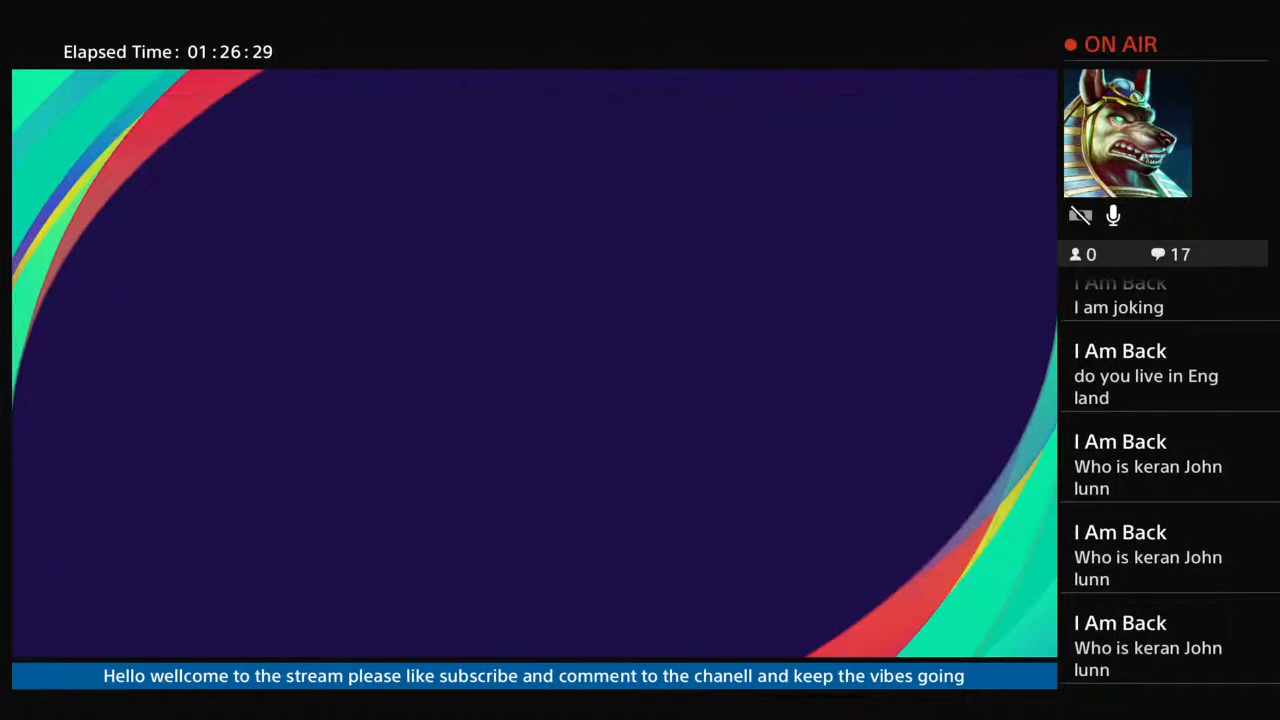 Elapsed Time: 01:26:29
ON AIR
0 17
I Am Back
I am joking
I Am Back
do you live in Eng
land
I Am Back
Who is keran John
lunn
I Am Back
Who is keran John
lunn
I Am Back
Who is keran John
lunn
Hello wellcome to the stream please like subscribe and comment to the chanell and keep the vibes going